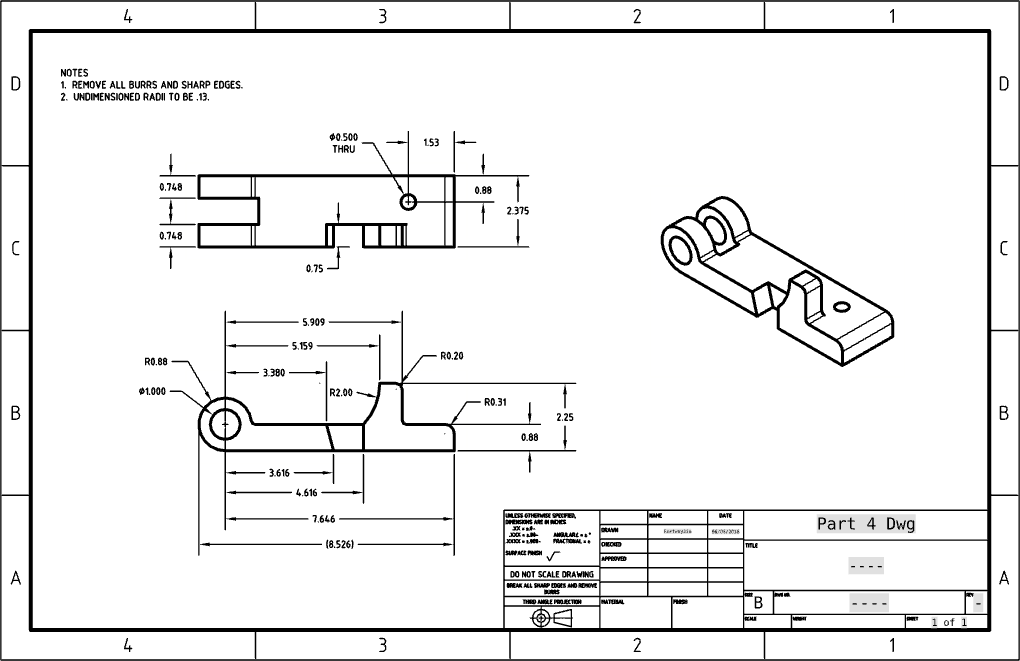 4 3 2 1
D D
NOTES
1. REMOVE ALL BURRS AND SHARP EDGES.
2. UNDIMENSIONED RADII TO BE .13.
Ø0.500
THRU
1.53
0.748
0.88
2.375
0.748
0.75
C C
5.909
5.159
R0.88
R0.20
3.380
Ø1.000
R2.00
R0.31
2.25
0.88
B B
3.616
4.616
7.646
(8.526)
A A
UNLESS OTHERWISE SPECIFIED,
DIMENSIONS ARE IN INCHES
SURFACE FINISH
DO NOT SCALE DRAWING
BREAK ALL SHARP EDGES AND REMOVE
BURRS
THIRD ANGLE PROJECTION
NAME DATE
DRAWN
CHECKED
APPROVED
MATERIAL FINISH
Part 4 Dwg
TITLE
----
SIZE DWG NO. REV
B ---- -
SCALE WEIGHT SHEET 1 of 1
4 3 2 1